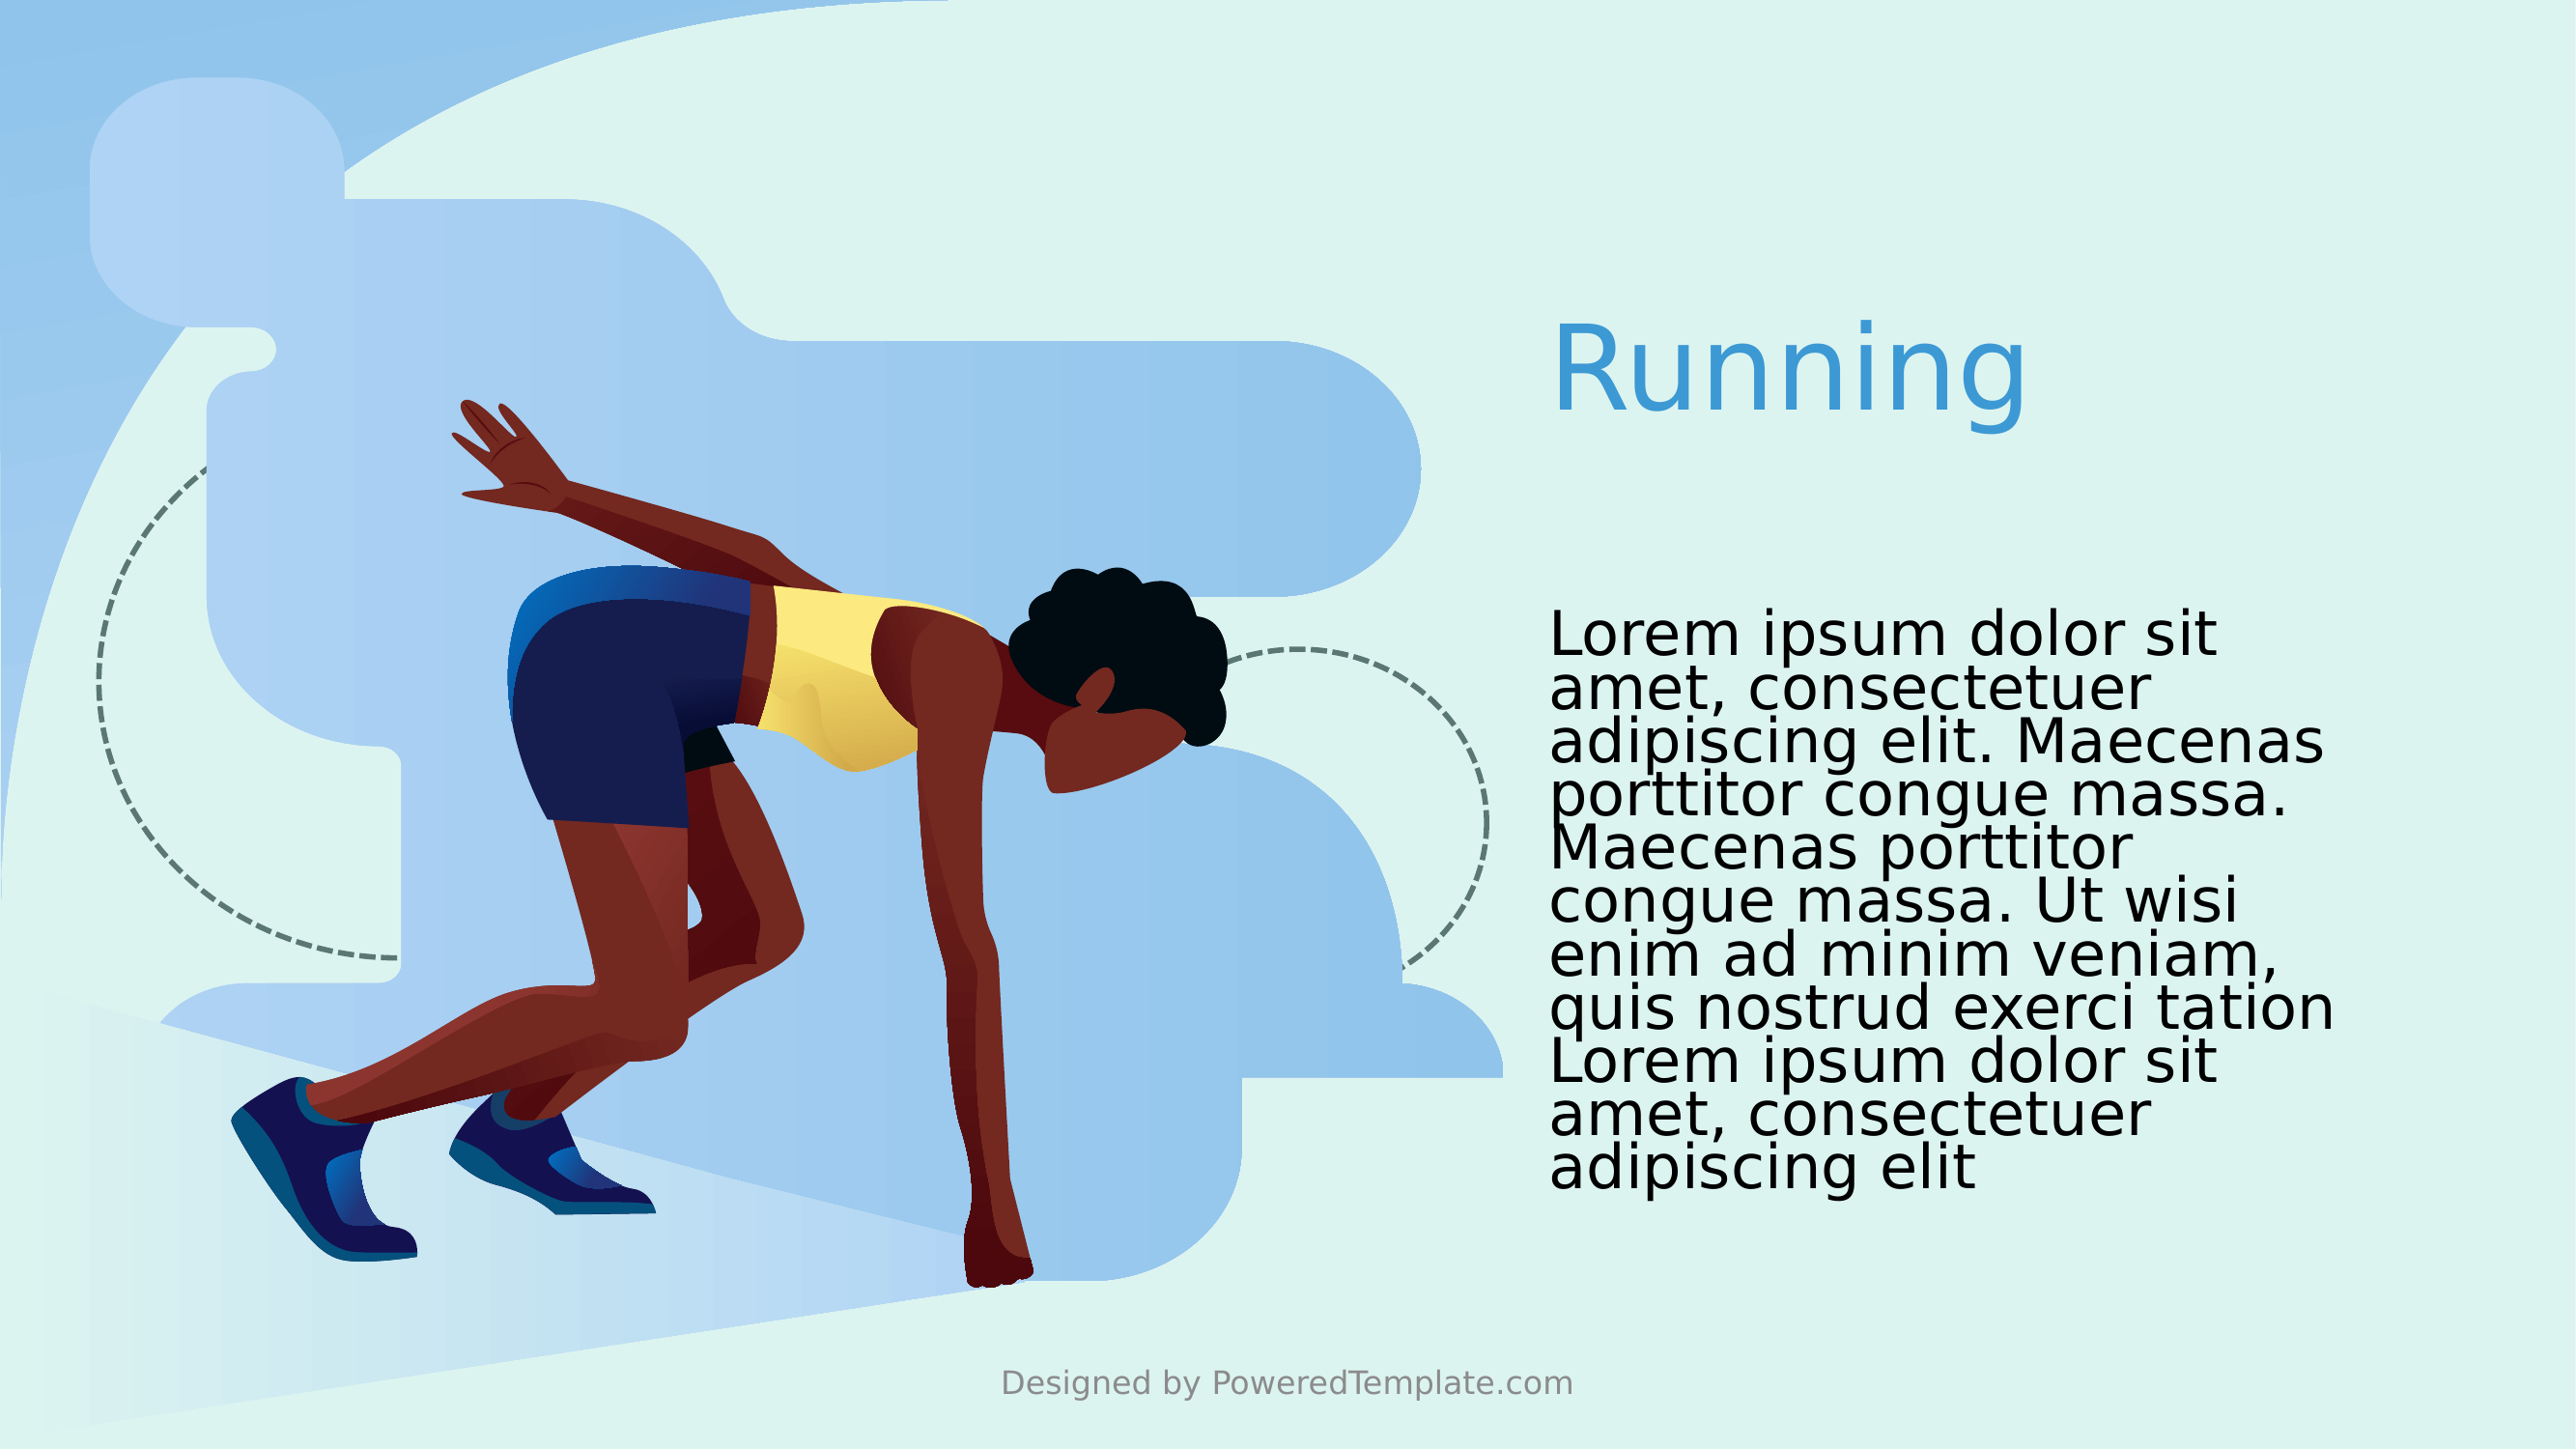 Running
Lorem ipsum dolor sit
amet, consectetuer
adipiscing elit. Maecenas
porttitor congue massa.
Maecenas porttitor
congue massa. Ut wisi
enim ad minim veniam,
quis nostrud exerci tation
Lorem ipsum dolor sit
amet, consectetuer
adipiscing elit
Designed by PoweredTemplate.com